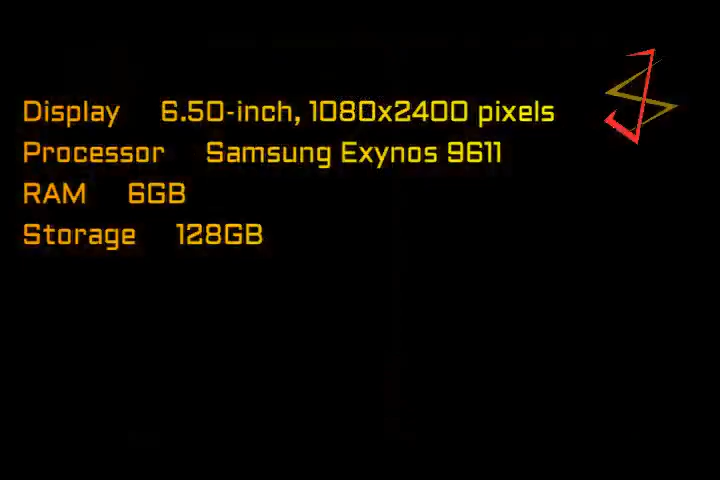 Display 6.50-inch, 1080x2400 pixels
Processor Samsung Exynos 9611
RAM 6GB
Storage 128GB